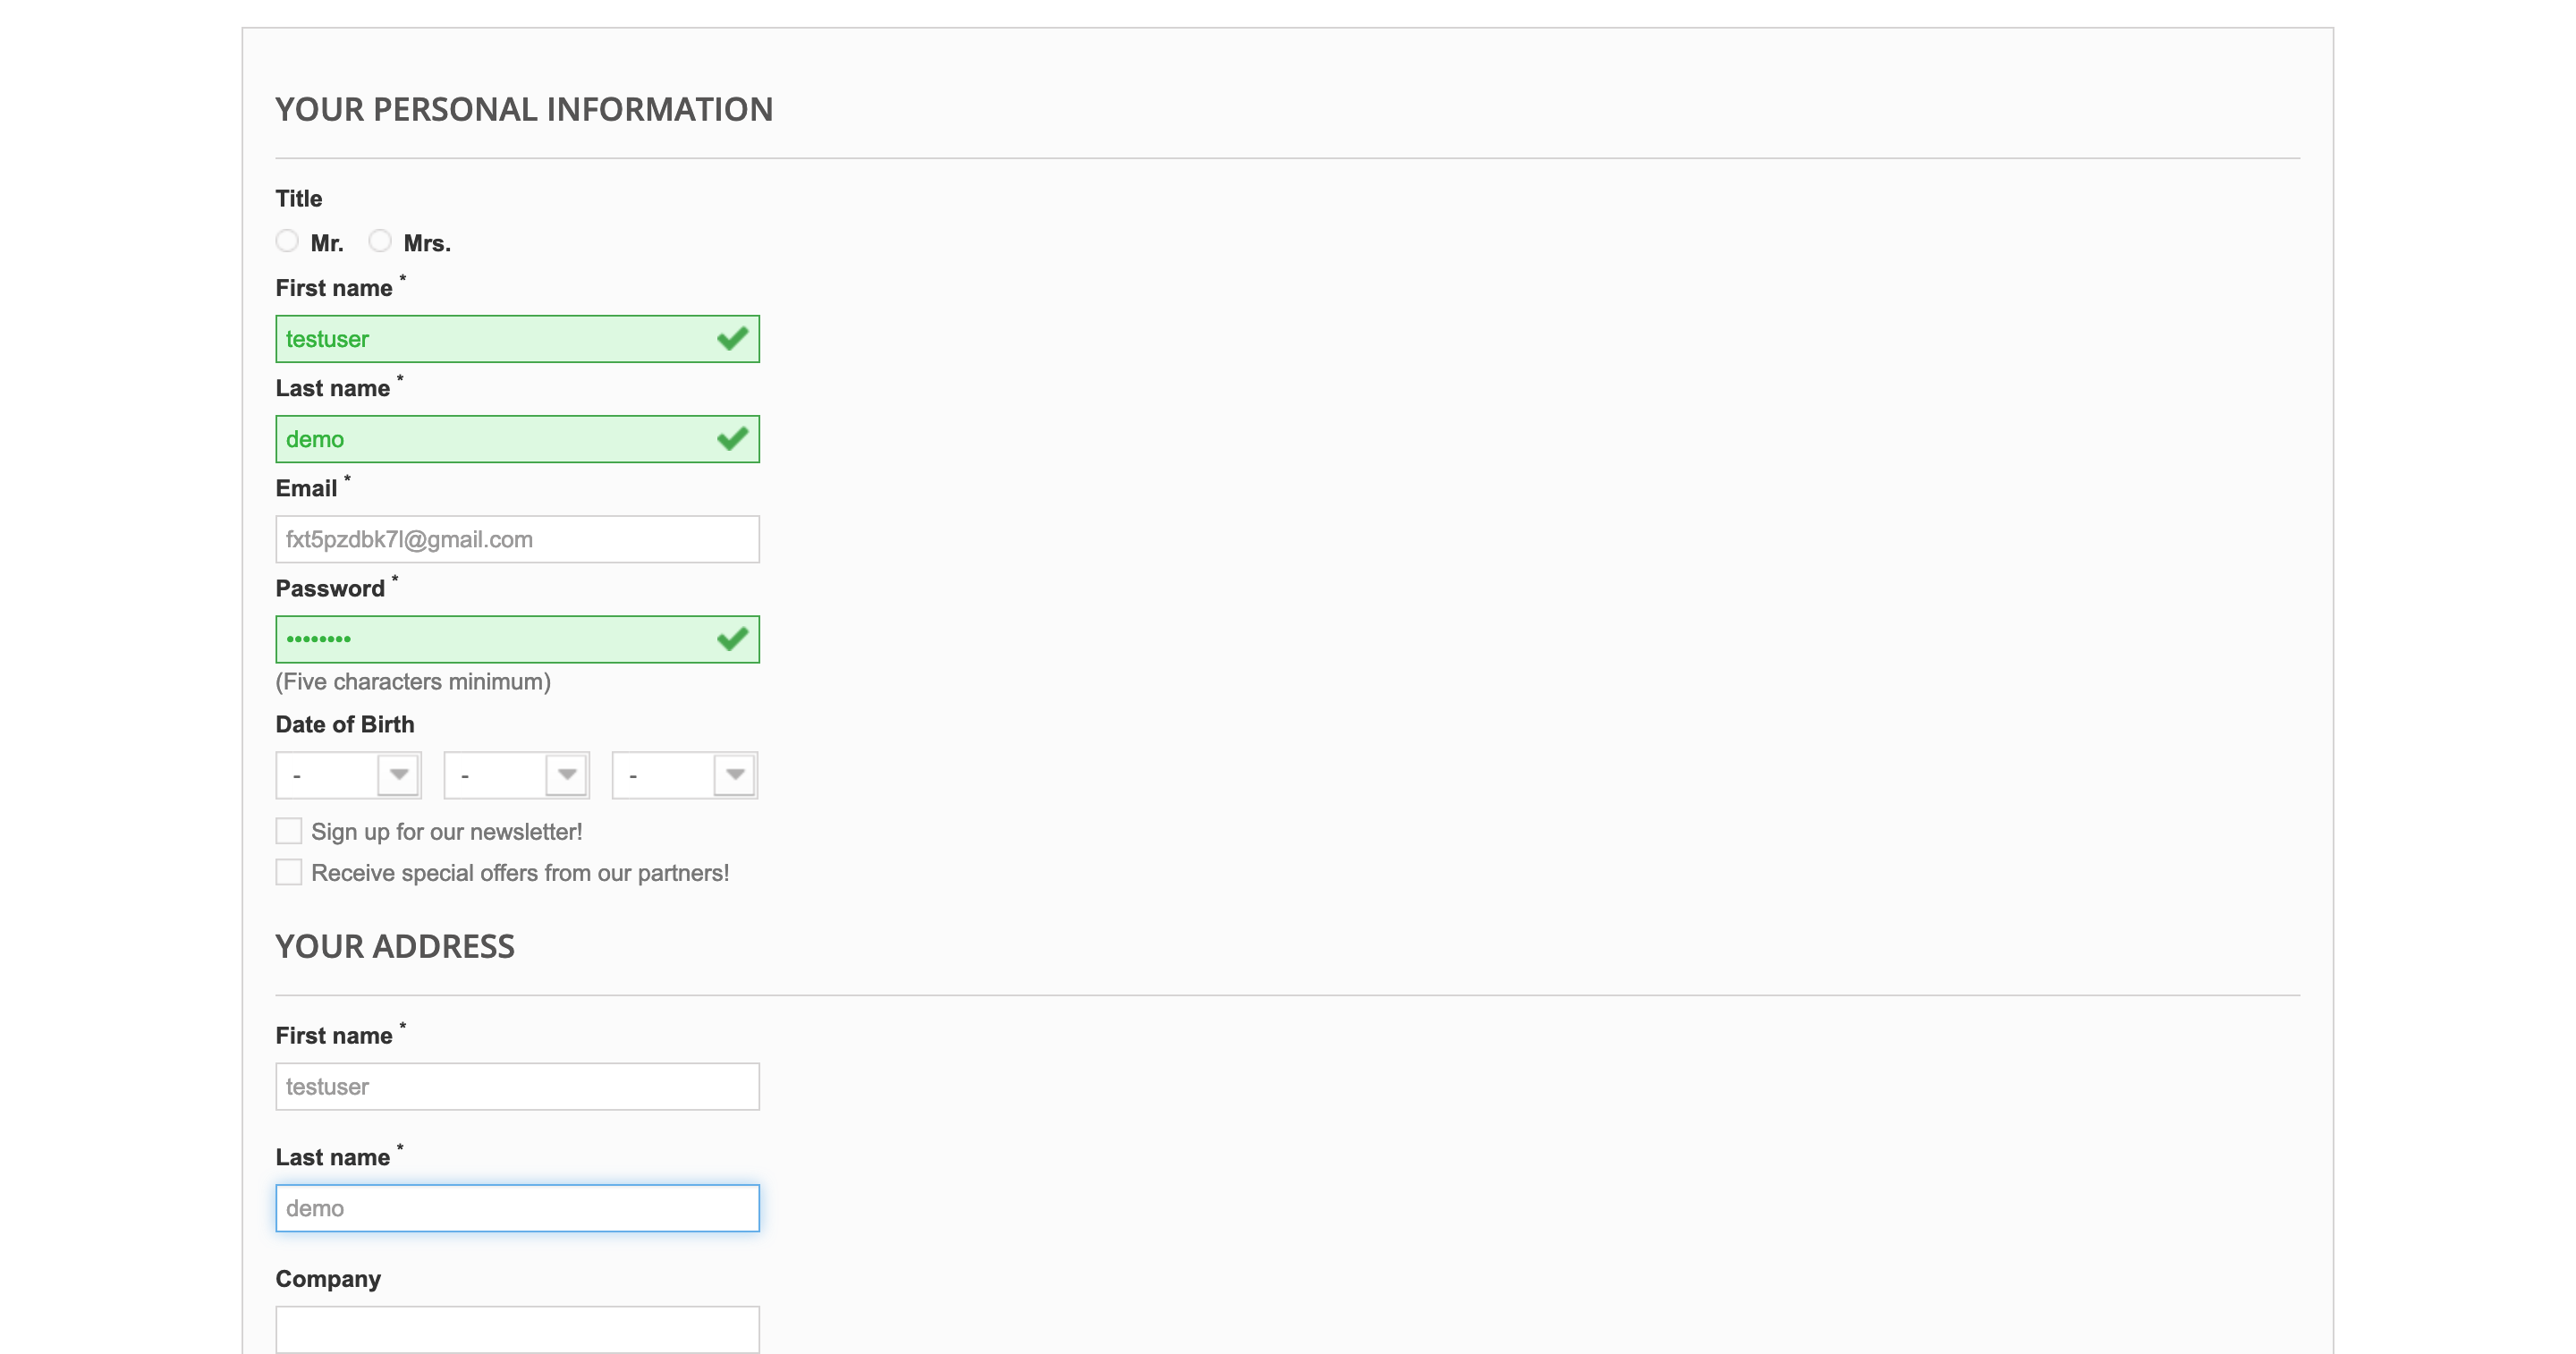 YOUR PERSONAL INFORMATION
Title
Mr. Mrs.
First name *
testuser
Last name *
demo
Email *
fxt5pzdbk7l@gmail.com
Password *
••••••••
(Five characters minimum)
Date of Birth
- - -
Sign up for our newsletter!
Receive special offers from our partners!
YOUR ADDRESS
First name *
testuser
Last name *
demo
Company